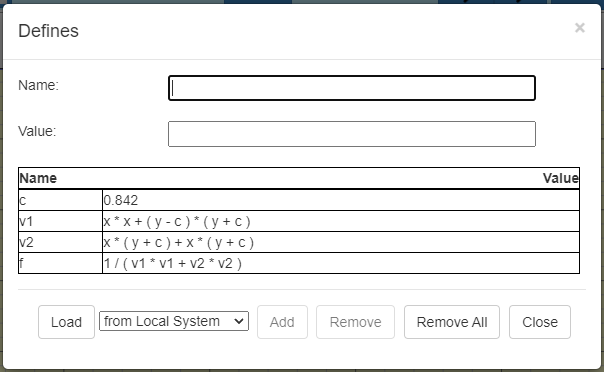 Defines ×
Name:
Value:
Name Value
c 0.842
v1 x * x + ( y - c ) * ( y + c )
v2 x * ( y + c ) + x * ( y + c )
f 1 / ( v1 * v1 + v2 * v2 )
Load from Local System Add Remove Remove All Close